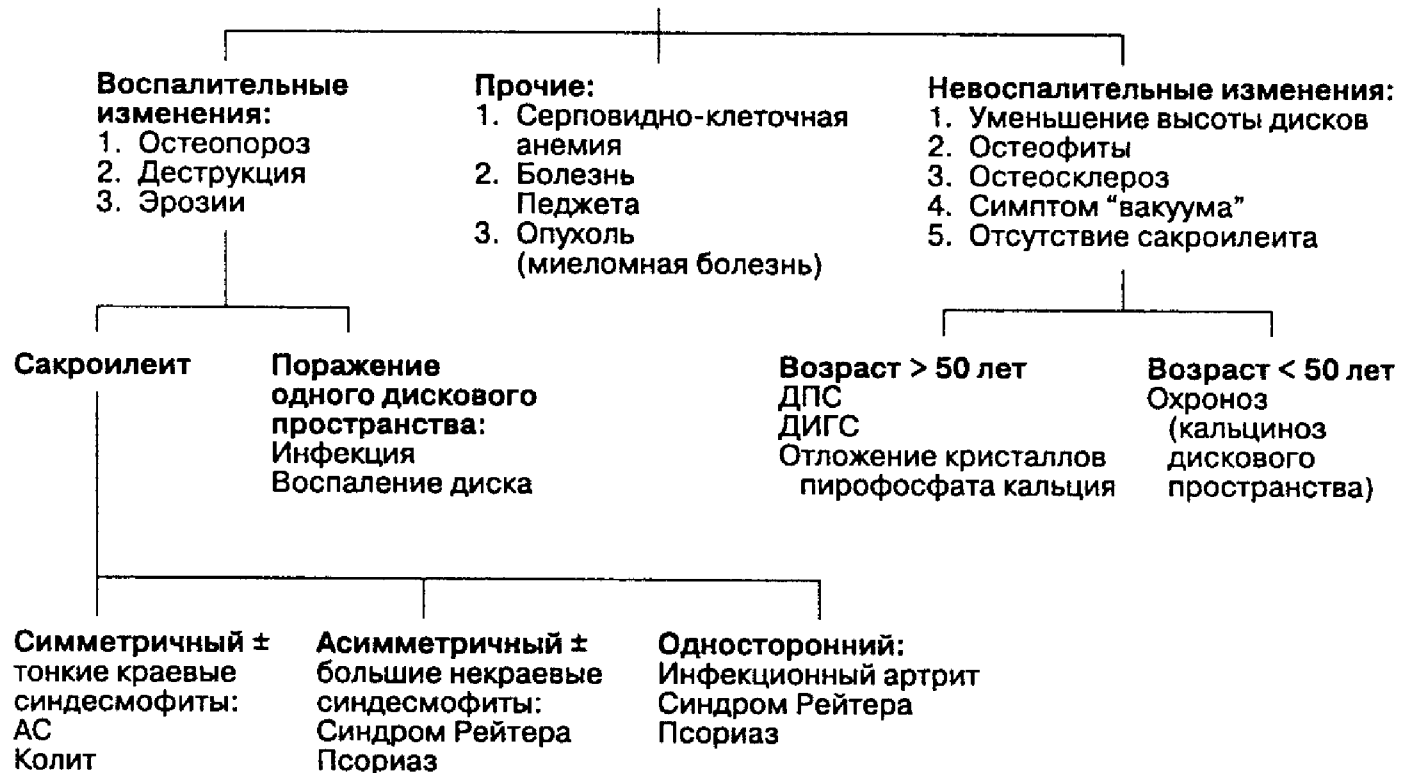 Воспалительные
изменения:
1. Остеопороз
2. Деструкция
3. Эрозии
Прочие:
1. Серповидно-клеточная
анемия
2. Болезнь
Педжета
3. Опухоль
(миеломная болезнь)
Невоспалительные изменения:
1. Уменьшение высоты дисков
2. Остеофиты
3. Остеосклероз
4. Симптом "вакуума"
5. Отсутствие сакроилеита
Сакроилеит
Поражение
одного дискового
пространства:
Инфекция
Воспаление диска
Возраст > 50 лет
ДПС
ДИГС
Отложение кристаллов
пирофосфата кальция
Возраст < 50 лет
Охроноз
(кальциноз
дискового
пространства)
Симметричный ±
тонкие краевые
синдесмофиты:
АС
Колит
Асимметричный ±
большие некраевые
синдесмофиты:
Синдром Рейтера
Псориаз
Односторонний:
Инфекционный артрит
Синдром Рейтера
Псориаз